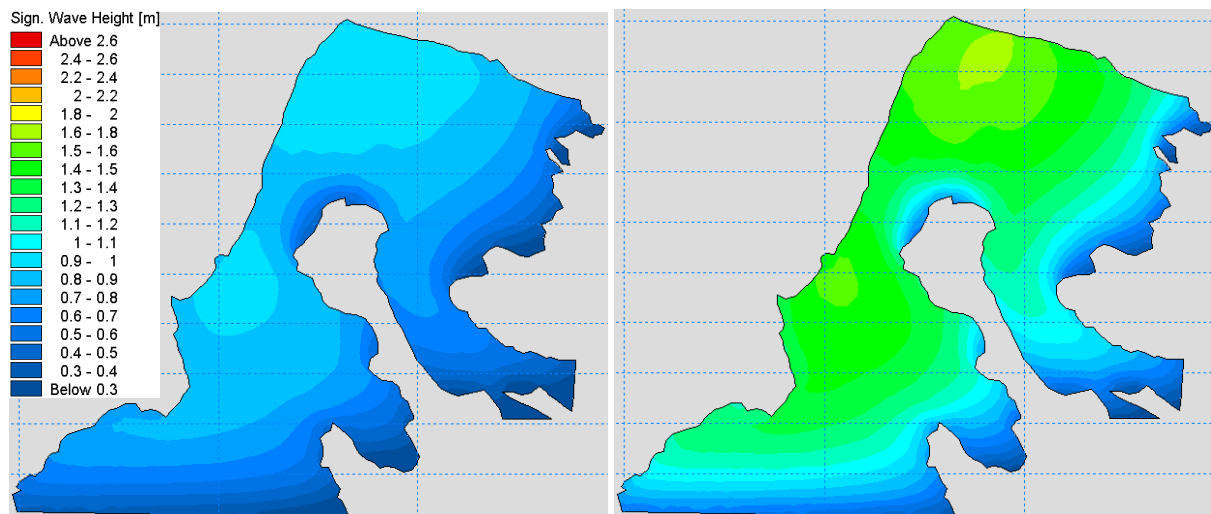 Sign. Wave Height [m]
Above 2.6
2.4 - 2.6
2.2 - 2.4
2 - 2.2
1.8 - 2
1.6 - 1.8
1.5 - 1.6
1.4 - 1.5
1.3 - 1.4
1.2 - 1.3
1.1 - 1.2
1 - 1.1
0.9 - 1
0.8 - 0.9
0.7 - 0.8
0.6 - 0.7
0.5 - 0.6
0.4 - 0.5
0.3 - 0.4
Below 0.3